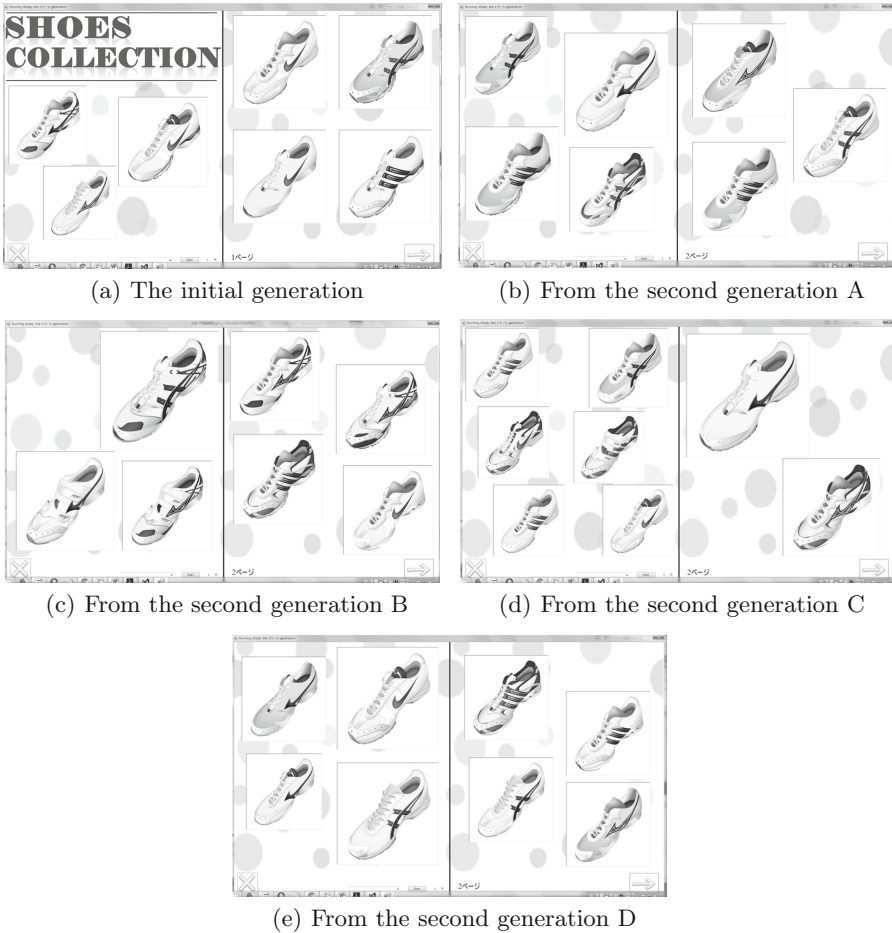 SHOES
COLLECTION
1ページ
(a) The initial generation
2ページ
(b) From the second generation A
2ページ
(c) From the second generation B
2ページ
(d) From the second generation C
2ページ
(e) From the second generation D